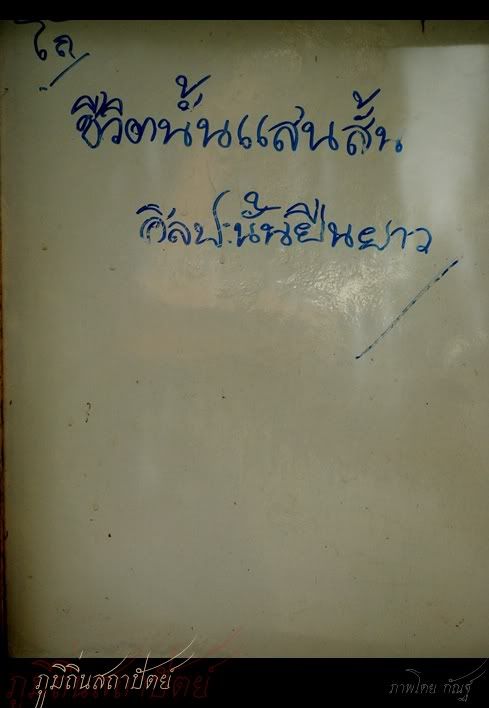 ชีวิตนั้นแสนสั้น
ศิลปะนั้นยืนยาว
ภูมิถิ่นสถาปัตย์
ภาพโดย กัณฐ์